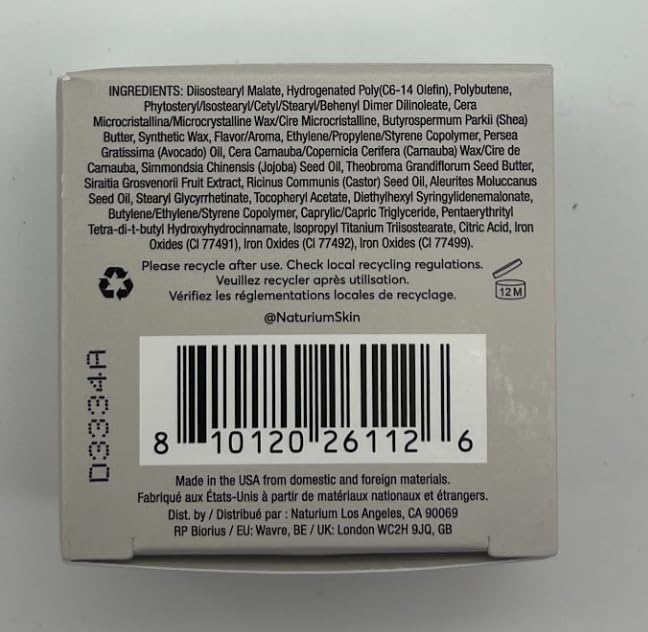 INGREDIENTS: Diisostearyl Malate, Hydrogenated Poly(C6-14 Olefin), Polybutene,
Phytosteryl/Isostearyl/Cetyl/Stearyl/Behenyl Dimer Dilinoleate, Cera
Microcristallina/Microcrystalline Wax/Cire Microcristalline, Butyrospermum Parkii (Shea)
Butter, Synthetic Wax, Flavor/Aroma, Ethylene/Propylene/Styrene Copolymer, Persea
Gratissima (Avocado) Oil, Cera Carnauba/Copernicia Cerifera (Carnauba) Wax/Cire de
Carnauba, Simmondsia Chinensis (Jojoba) Seed Oil, Theobroma Grandiflorum Seed Butter,
Siraitia Grosvenorii Fruit Extract, Ricinus Communis (Castor) Seed Oil, Aleurites Moluccanus
Seed Oil, Stearyl Glycyrrhetinate, Tocopheryl Acetate, Diethylhexyl Syringylidenemalonate,
Butylene/Ethylene/Styrene Copolymer, Caprylic/Capric Triglyceride, Pentaerythrityl
Tetra-di-t-butyl Hydroxyhydrocinnamate, Isopropyl Titanium Triisostearate, Citric Acid, Iron
Oxides (CI 77491), Iron Oxides (CI 77492), Iron Oxides (CI 77499).
Please recycle after use. Check local recycling regulations.
Veuillez recycler après utilisation.
Vérifiez les réglementations locales de recyclage.
12M
@NaturiumSkin
D3334A
8 10120 26112 6
Made in the USA from domestic and foreign materials.
Fabriqué aux États-Unis à partir de matériaux nationaux et étrangers.
Dist. by / Distribué par : Naturium Los Angeles, CA 90069
RP Biorius / EU: Wavre, BE / UK: London WC2H 9JQ, GB